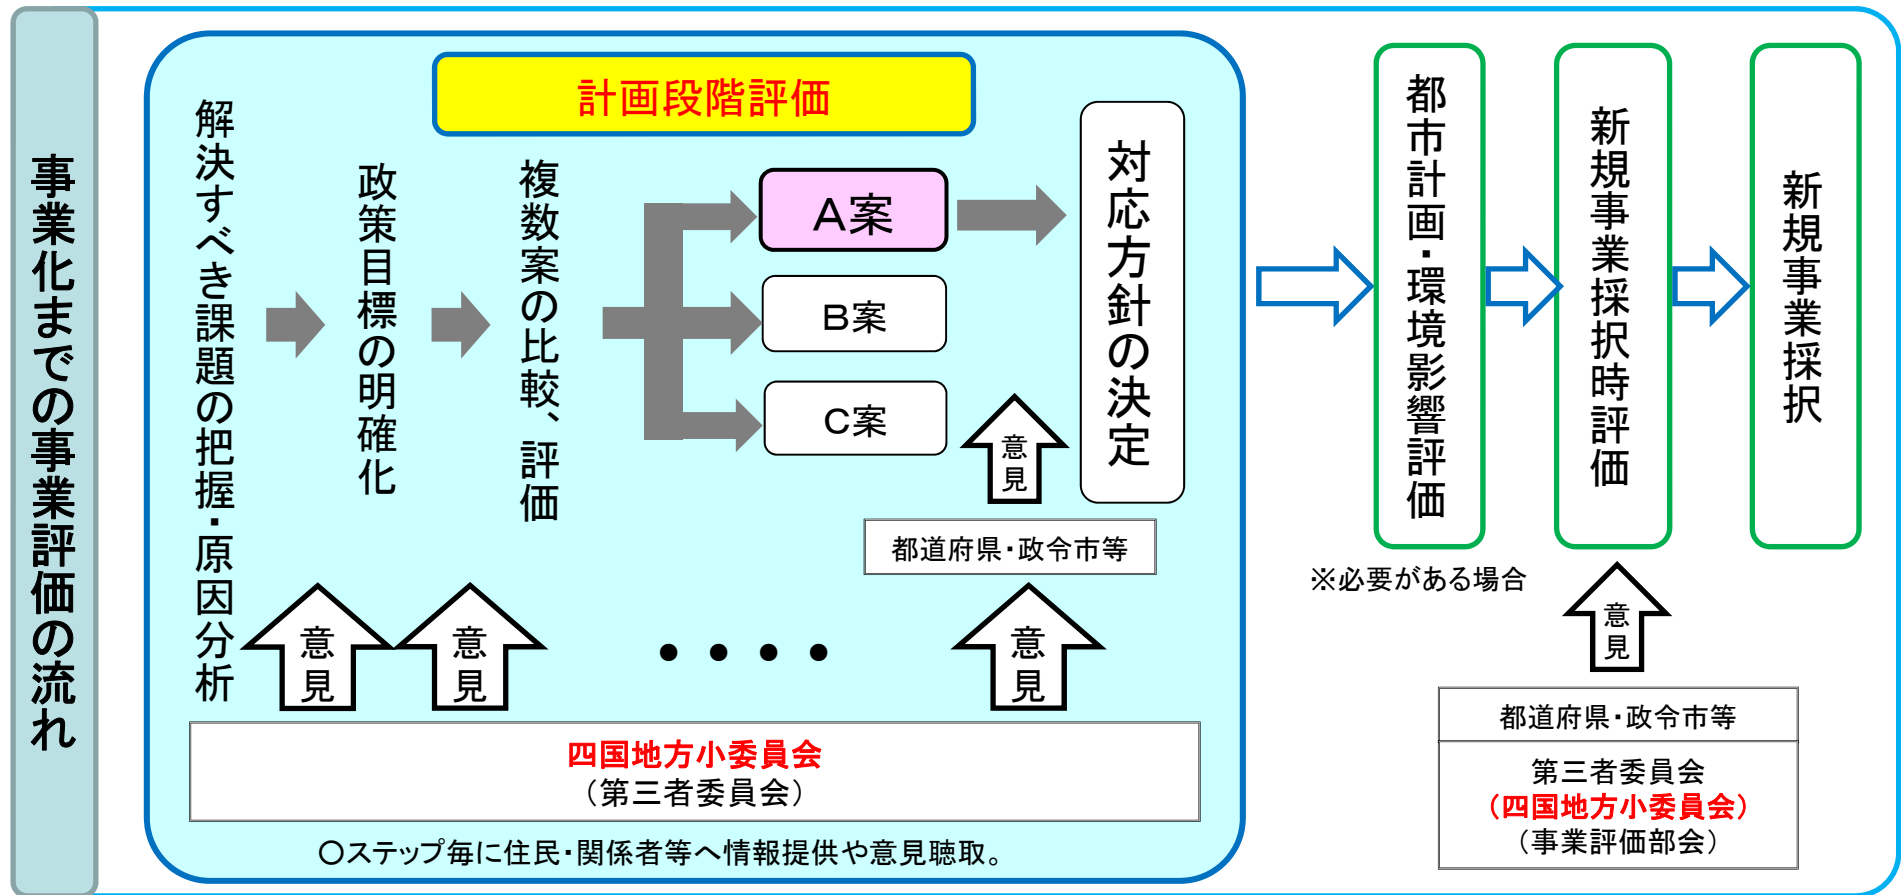 事業化までの事業評価の流れ
計画段階評価
解決すべき課題の把握・原因分析
政策目標の明確化
複数案の比較、評価
A案
B案
C案
対応方針の決定
意見
都道府県・政令市等
意見
意見
・・・・
意見
四国地方小委員会
（第三者委員会）
○ステップ毎に住民・関係者等へ情報提供や意見聴取。
都市計画・環境影響評価
※必要がある場合
新規事業採択時評価
新規事業採択
意見
都道府県・政令市等
第三者委員会
（四国地方小委員会）
（事業評価部会）